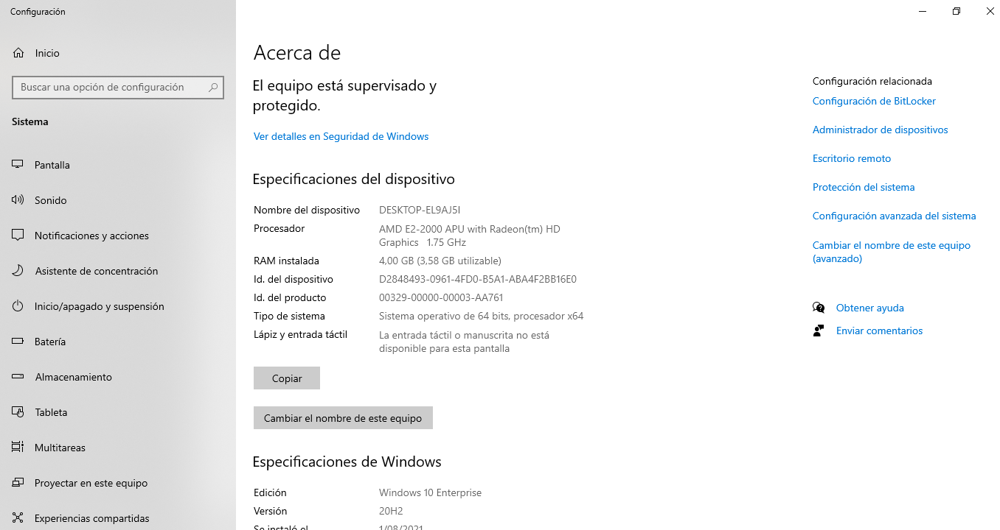 Configuración
Inicio
Buscar una opción de configuración
Sistema
Pantalla
Sonido
Notificaciones y acciones
Asistente de concentración
Inicio/apagado y suspensión
Batería
Almacenamiento
Tableta
Multitareas
Proyectar en este equipo
Experiencias compartidas
Acerca de
El equipo está supervisado y
protegido.
Ver detalles en Seguridad de Windows
Especificaciones del dispositivo
Nombre del dispositivo DESKTOP-EL9AJ5I
Procesador AMD E2-2000 APU with Radeon(tm) HD
Graphics 1.75 GHz
RAM instalada 4,00 GB (3,58 GB utilizable)
Id. del dispositivo D2848493-0961-4FD0-B5A1-ABA4F2BB16E0
Id. del producto 00329-00000-00003-AA761
Tipo de sistema Sistema operativo de 64 bits, procesador x64
Lápiz y entrada táctil La entrada táctil o manuscrita no está
disponible para esta pantalla
Copiar
Cambiar el nombre de este equipo
Especificaciones de Windows
Edición Windows 10 Enterprise
Versión 20H2
Se instaló el 1/08/2021
Configuración relacionada
Configuración de BitLocker
Administrador de dispositivos
Escritorio remoto
Protección del sistema
Configuración avanzada del sistema
Cambiar el nombre de este equipo
(avanzado)
Obtener ayuda
Enviar comentarios